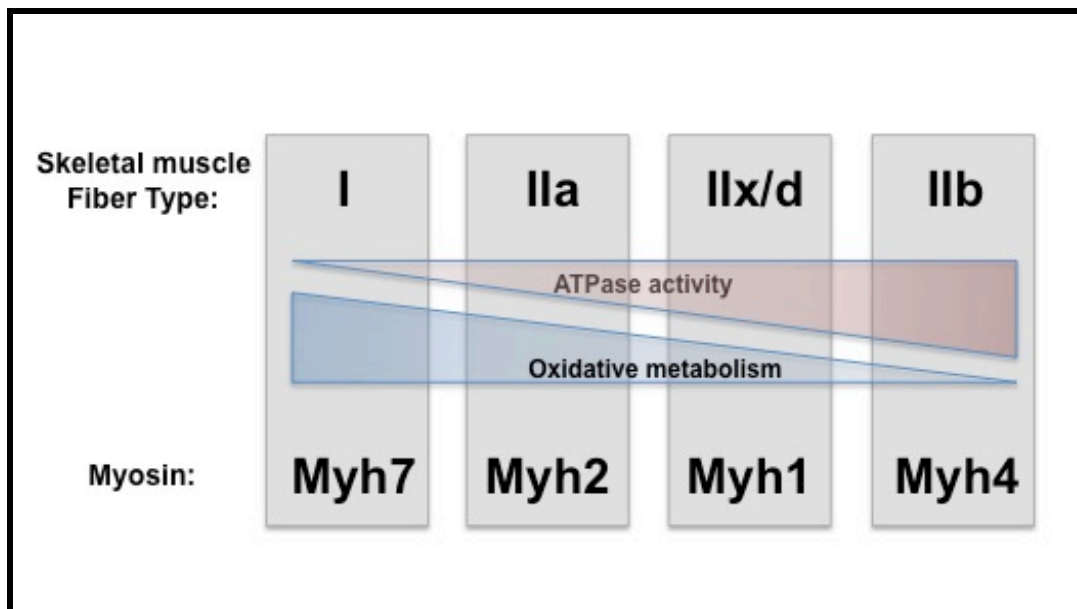 Skeletal muscle
Fiber Type:
I IIa IIx/d IIb
ATPase activity
Oxidative metabolism
Myosin:
Myh7 Myh2 Myh1 Myh4